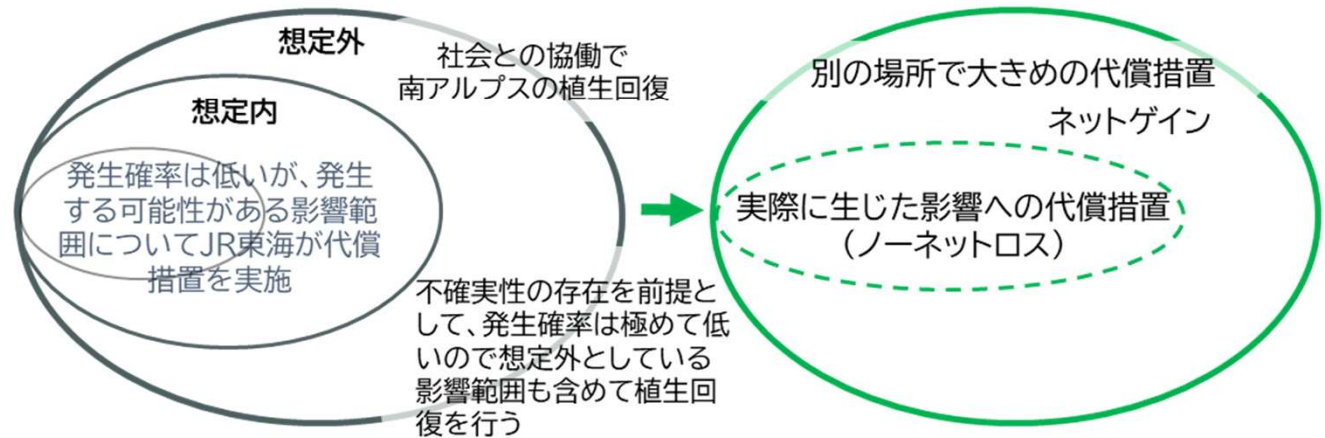 想定外
社会との協働で
南アルプスの植生回復
想定内
発生確率は低いが、発生
する可能性がある影響範
囲についてJR東海が代償
措置を実施
不確実性の存在を前提と
して、発生確率は極めて低
いので想定外としている
影響範囲も含めて植生回
復を行う
別の場所で大きめの代償措置
ネットゲイン
実際に生じた影響への代償措置
（ノーネットロス）